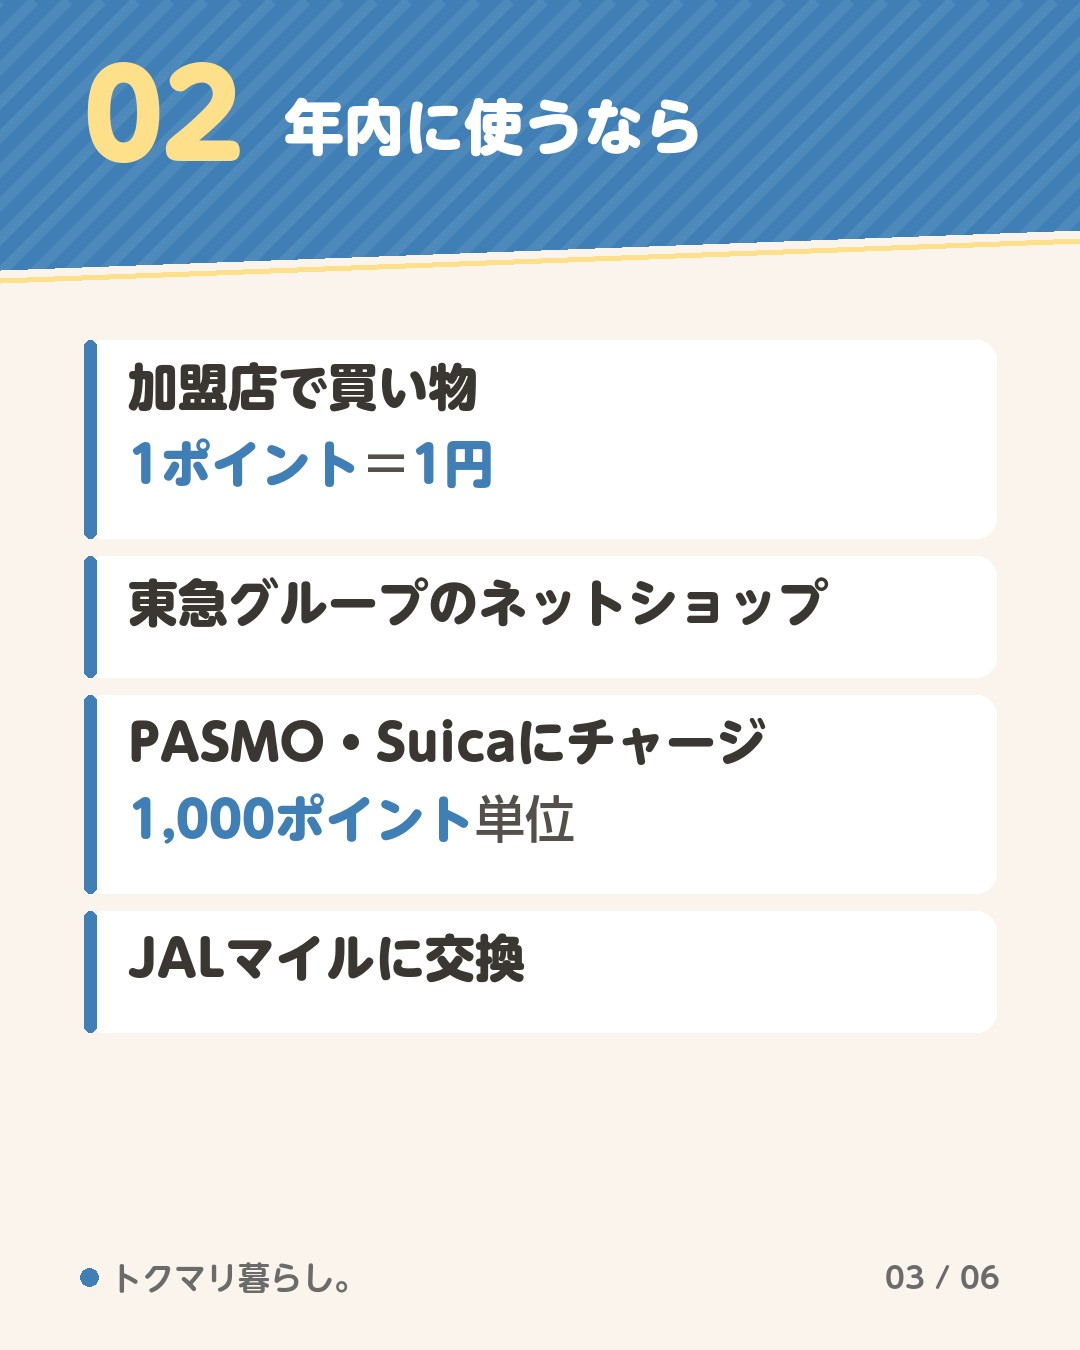 02 年内に使うなら
加盟店で買い物
1ポイント＝1円
東急グループのネットショップ
PASMO・Suicaにチャージ
1,000ポイント単位
JALマイルに交換
トクマリ暮らし。
03 / 06